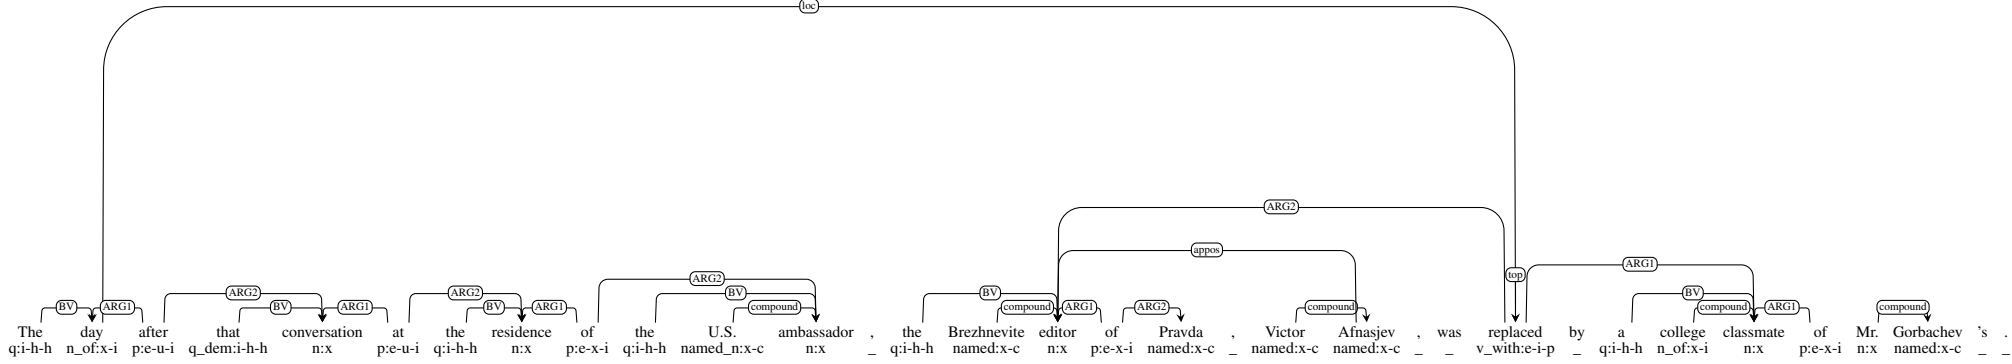 loc
ARG2
appos
top ARG1
ARG2 ARG2 ARG2 BV BV
BV ARG1 BV ARG1 BV ARG1 BV compound compound ARG1 ARG2 compound compound ARG1 compound
The day after that conversation at the residence of the U.S. ambassador , the Brezhnevite editor of Pravda , Victor Afnasjev , was replaced by a college classmate of Mr. Gorbachev 's .
q:i-h-h n_of:x-i p:e-u-i q_dem:i-h-h n:x p:e-u-i q:i-h-h n:x p:e-x-i q:i-h-h named_n:x-c n:x _ q:i-h-h named:x-c n:x p:e-x-i named:x-c _ named:x-c named:x-c _ _ v_with:e-i-p _ q:i-h-h n_of:x-i n:x p:e-x-i n:x named:x-c _ _